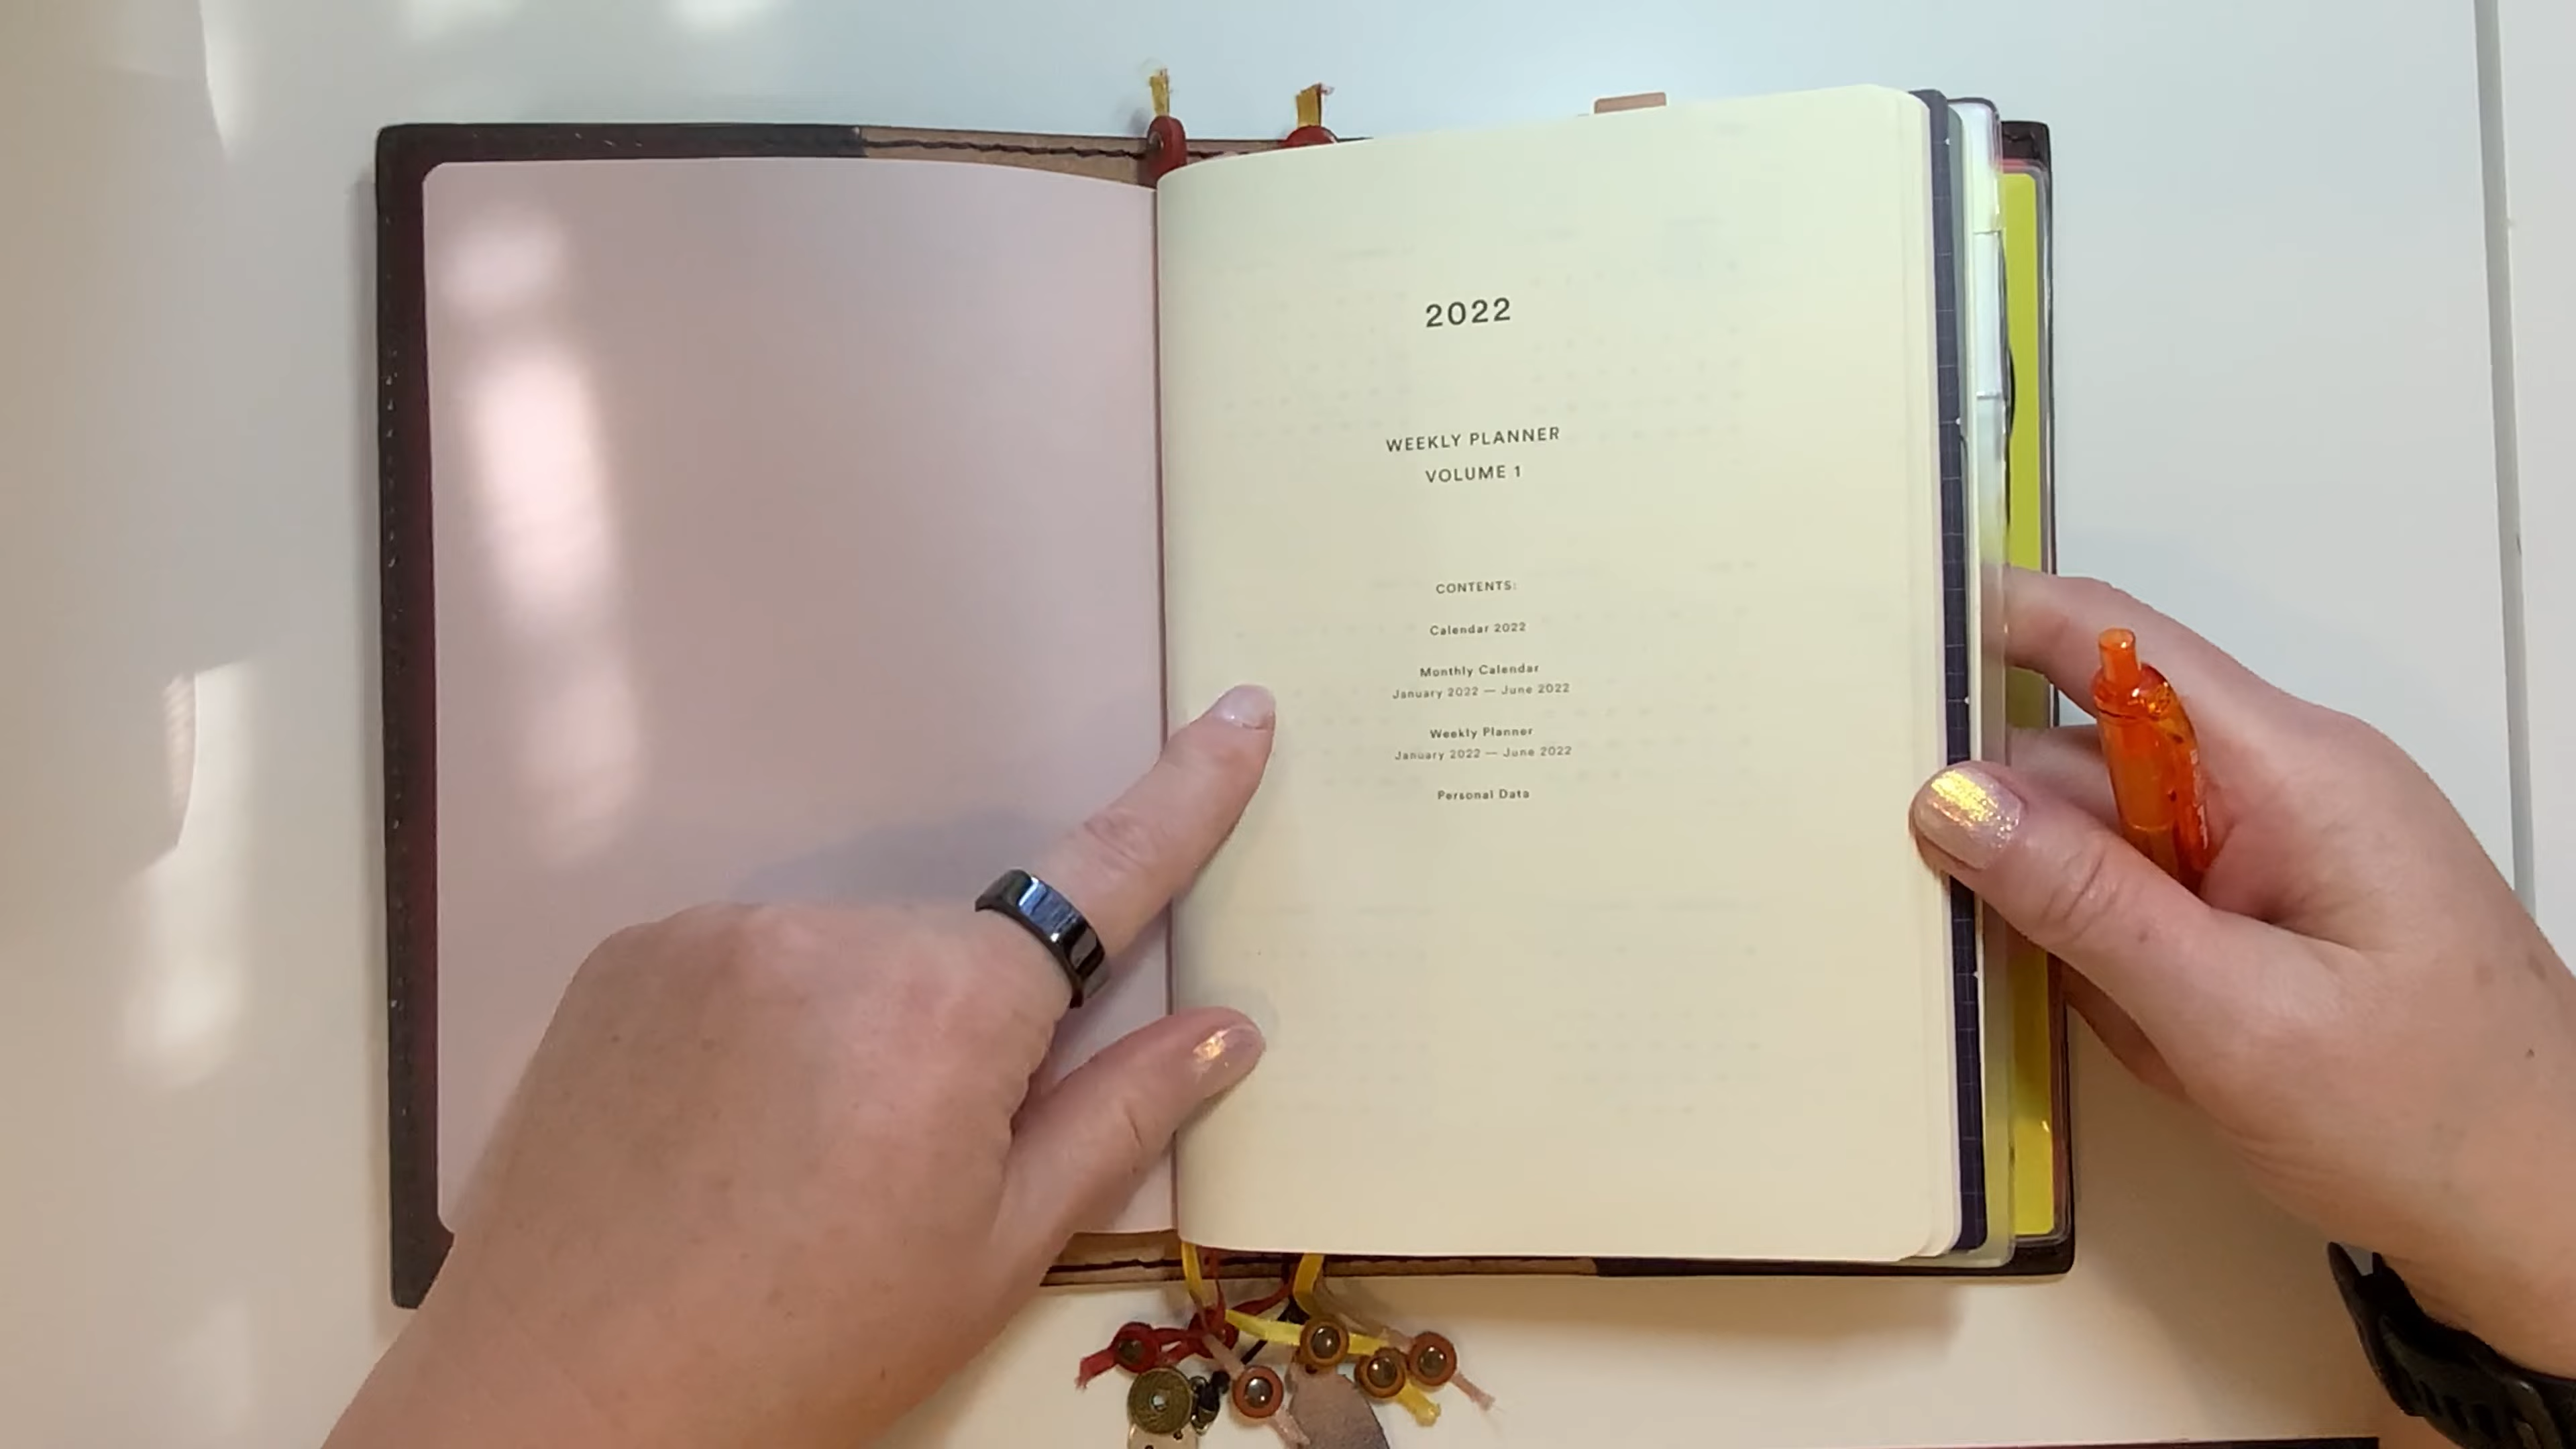 2022
WEEKLY PLANNER
VOLUME 1
CONTENTS:
Calendar 2022
Monthly Calendar
January 2022 — June 2022
Weekly Planner
January 2022 — June 2022
Personal Data